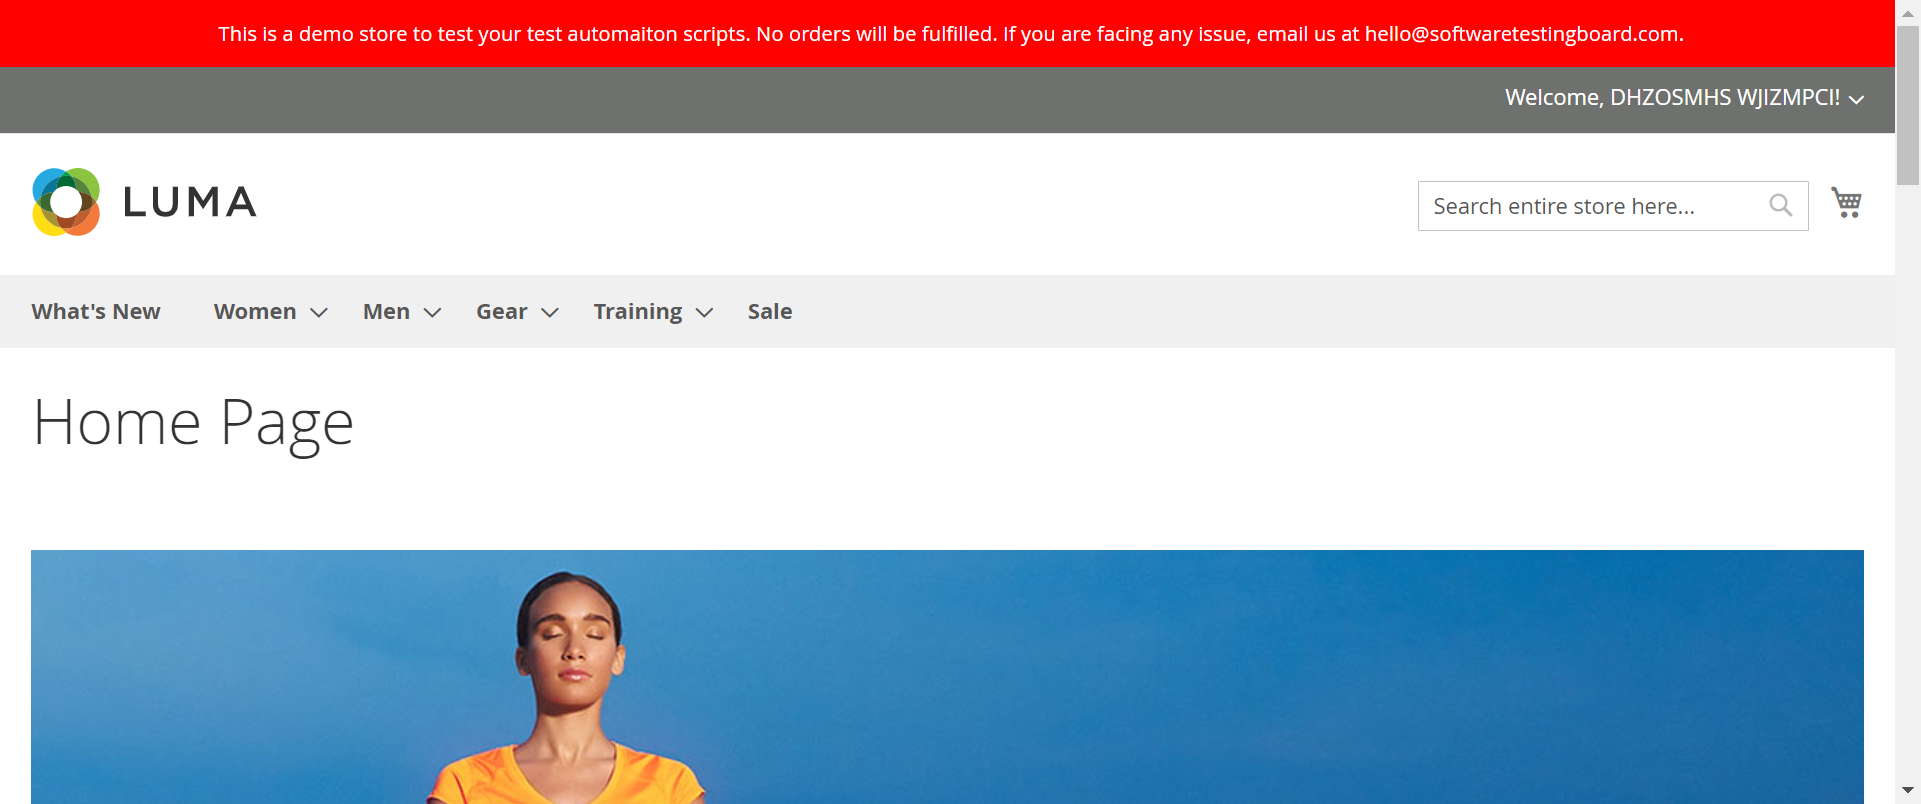 This is a demo store to test your test automaiton scripts. No orders will be fulfilled. If you are facing any issue, email us at hello@softwaretestingboard.com.
Welcome, DHZOSMHS WJIZMPCI!
LUMA
Search entire store here...
What's New Women Men Gear Training Sale
Home Page